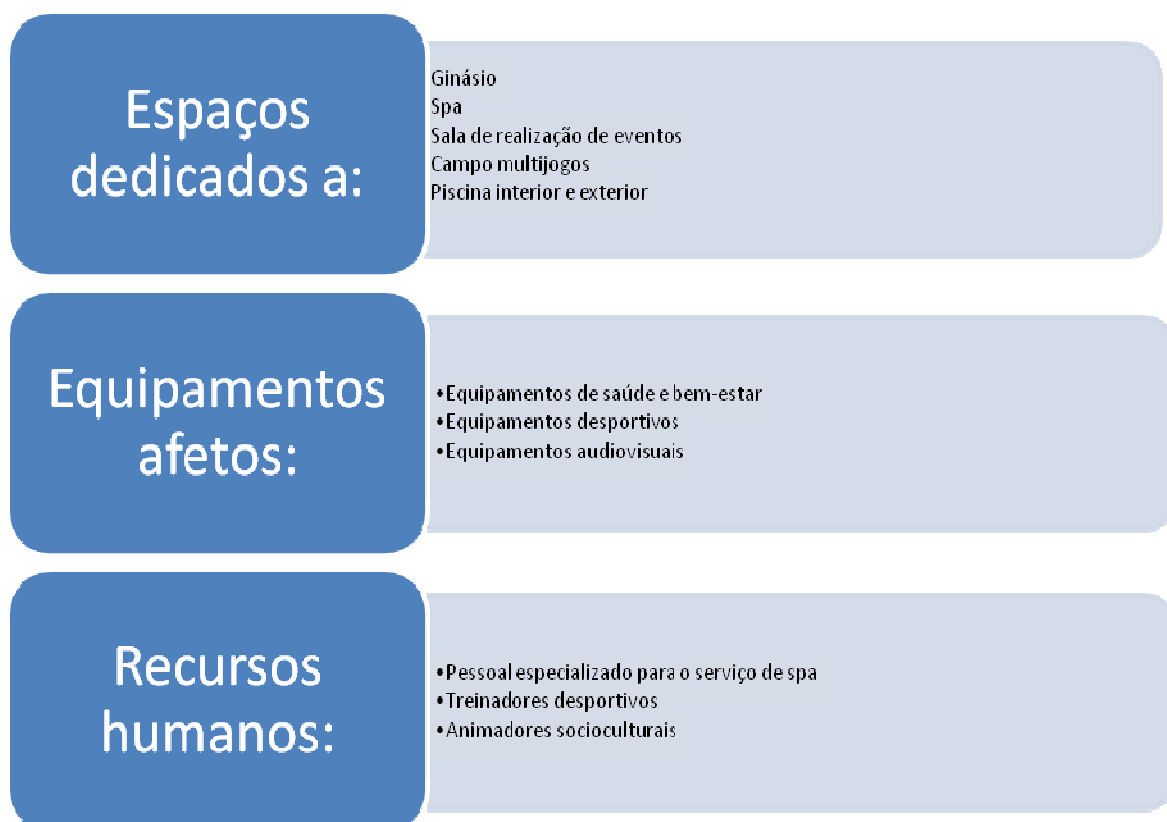 Espaços
dedicados a:
Ginásio
Spa
Sala de realização de eventos
Campo multijogos
Piscina interior e exterior
Equipamentos
afetos:
•Equipamentos de saúde e bem-estar
•Equipamentos desportivos
•Equipamentos audiovisuais
Recursos
humanos:
•Pessoal especializado para o serviço de spa
•Treinadores desportivos
•Animadores socioculturais